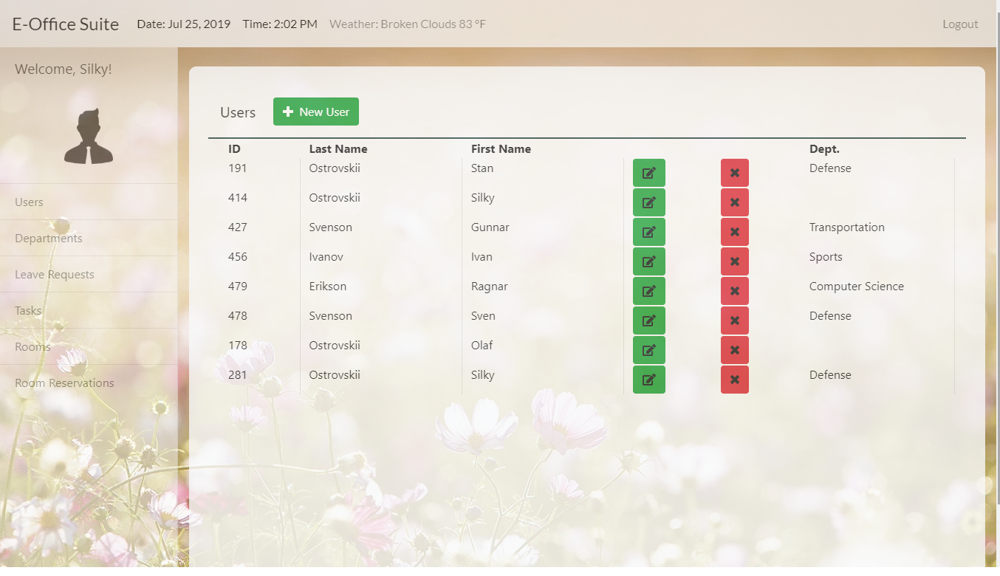 E-Office Suite Date: Jul 25, 2019 Time: 2:02 PM Weather: Broken Clouds 83 °F Logout
Welcome, Silky!
Users
Departments
Leave Requests
Tasks
Rooms
Room Reservations
Users New User
ID Last Name First Name Dept.
191 Ostrovskii Stan Defense
414 Ostrovskii Silky
427 Svenson Gunnar Transportation
456 Ivanov Ivan Sports
479 Erikson Ragnar Computer Science
478 Svenson Sven Defense
178 Ostrovskii Olaf
281 Ostrovskii Silky Defense